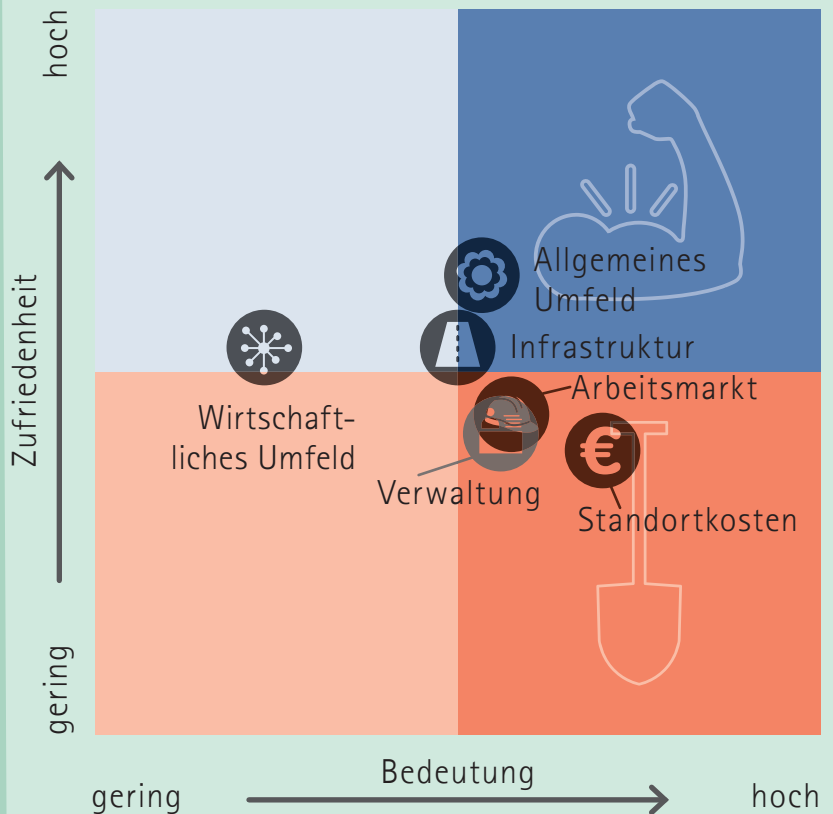 hoch
Zufriedenheit
gering
Allgemeines
Umfeld
Infrastruktur
Arbeitsmarkt
Wirtschaft-
liches Umfeld
Verwaltung
€
Standortkosten
Bedeutung
gering
hoch